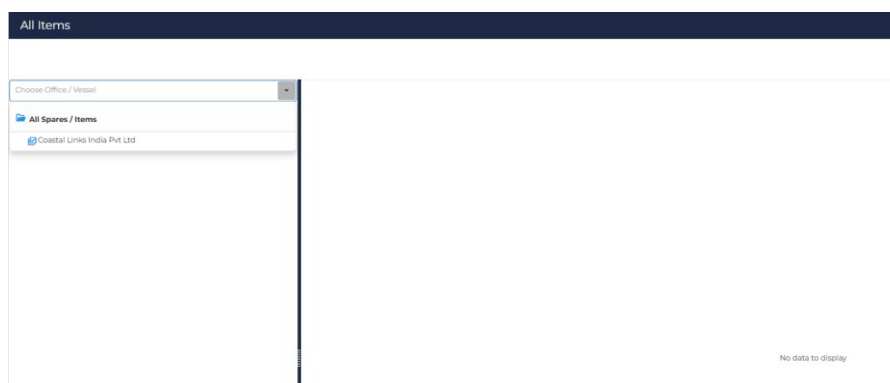 All Items
Choose Office / Vessel
All Spares / Items
Coastal Links India Pvt Ltd
No data to display